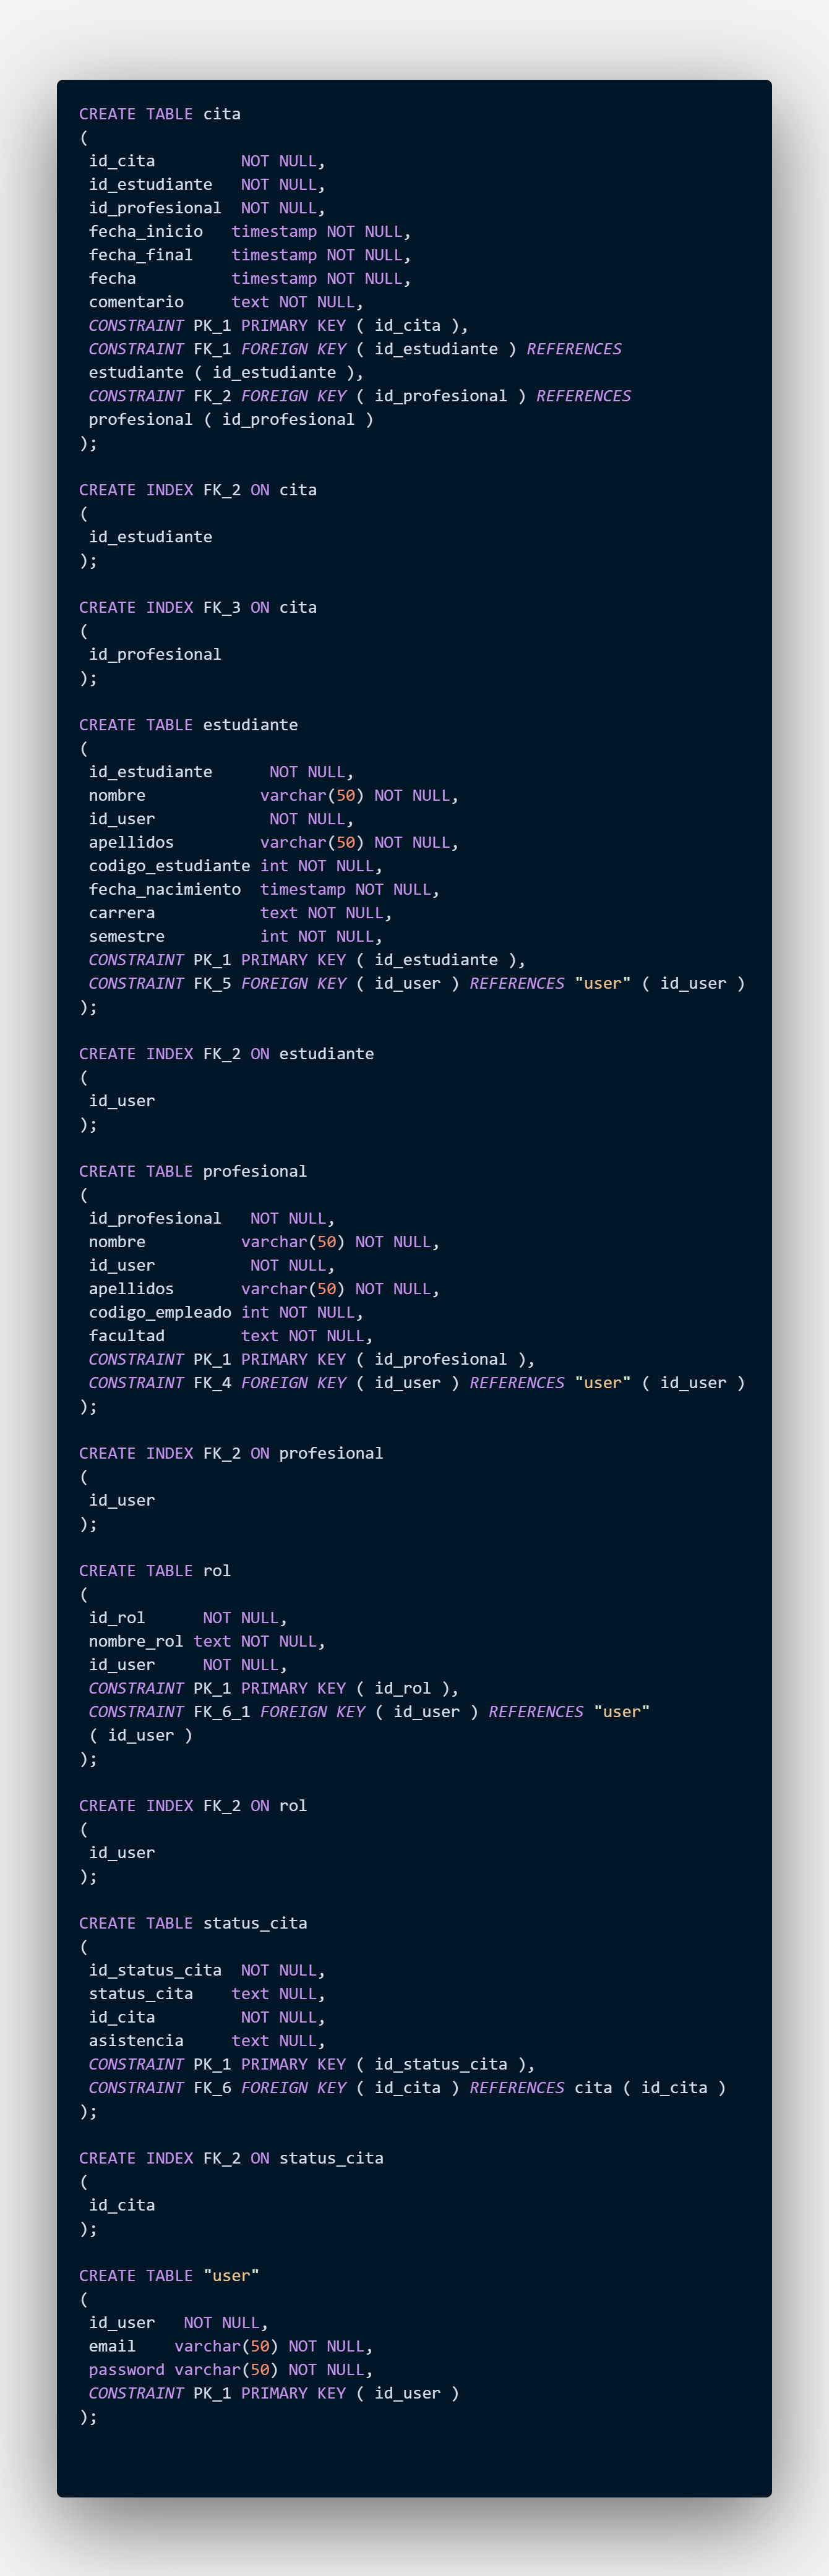 CREATE TABLE cita
(
 id_cita         NOT NULL,
 id_estudiante   NOT NULL,
 id_profesional  NOT NULL,
 fecha_inicio   timestamp NOT NULL,
 fecha_final    timestamp NOT NULL,
 fecha          timestamp NOT NULL,
 comentario     text NOT NULL,
 CONSTRAINT PK_1 PRIMARY KEY ( id_cita ),
 CONSTRAINT FK_1 FOREIGN KEY ( id_estudiante ) REFERENCES
 estudiante ( id_estudiante ),
 CONSTRAINT FK_2 FOREIGN KEY ( id_profesional ) REFERENCES
 profesional ( id_profesional )
);

CREATE INDEX FK_2 ON cita
(
 id_estudiante
);

CREATE INDEX FK_3 ON cita
(
 id_profesional
);

CREATE TABLE estudiante
(
 id_estudiante      NOT NULL,
 nombre            varchar(50) NOT NULL,
 id_user            NOT NULL,
 apellidos         varchar(50) NOT NULL,
 codigo_estudiante int NOT NULL,
 fecha_nacimiento  timestamp NOT NULL,
 carrera           text NOT NULL,
 semestre          int NOT NULL,
 CONSTRAINT PK_1 PRIMARY KEY ( id_estudiante ),
 CONSTRAINT FK_5 FOREIGN KEY ( id_user ) REFERENCES "user" ( id_user )
);

CREATE INDEX FK_2 ON estudiante
(
 id_user
);

CREATE TABLE profesional
(
 id_profesional   NOT NULL,
 nombre          varchar(50) NOT NULL,
 id_user          NOT NULL,
 apellidos       varchar(50) NOT NULL,
 codigo_empleado int NOT NULL,
 facultad        text NOT NULL,
 CONSTRAINT PK_1 PRIMARY KEY ( id_profesional ),
 CONSTRAINT FK_4 FOREIGN KEY ( id_user ) REFERENCES "user" ( id_user )
);

CREATE INDEX FK_2 ON profesional
(
 id_user
);

CREATE TABLE rol
(
 id_rol      NOT NULL,
 nombre_rol text NOT NULL,
 id_user     NOT NULL,
 CONSTRAINT PK_1 PRIMARY KEY ( id_rol ),
 CONSTRAINT FK_6_1 FOREIGN KEY ( id_user ) REFERENCES "user"
 ( id_user )
);

CREATE INDEX FK_2 ON rol
(
 id_user
);

CREATE TABLE status_cita
(
 id_status_cita  NOT NULL,
 status_cita    text NULL,
 id_cita         NOT NULL,
 asistencia     text NULL,
 CONSTRAINT PK_1 PRIMARY KEY ( id_status_cita ),
 CONSTRAINT FK_6 FOREIGN KEY ( id_cita ) REFERENCES cita ( id_cita )
);

CREATE INDEX FK_2 ON status_cita
(
 id_cita
);

CREATE TABLE "user"
(
 id_user   NOT NULL,
 email    varchar(50) NOT NULL,
 password varchar(50) NOT NULL,
 CONSTRAINT PK_1 PRIMARY KEY ( id_user )
);